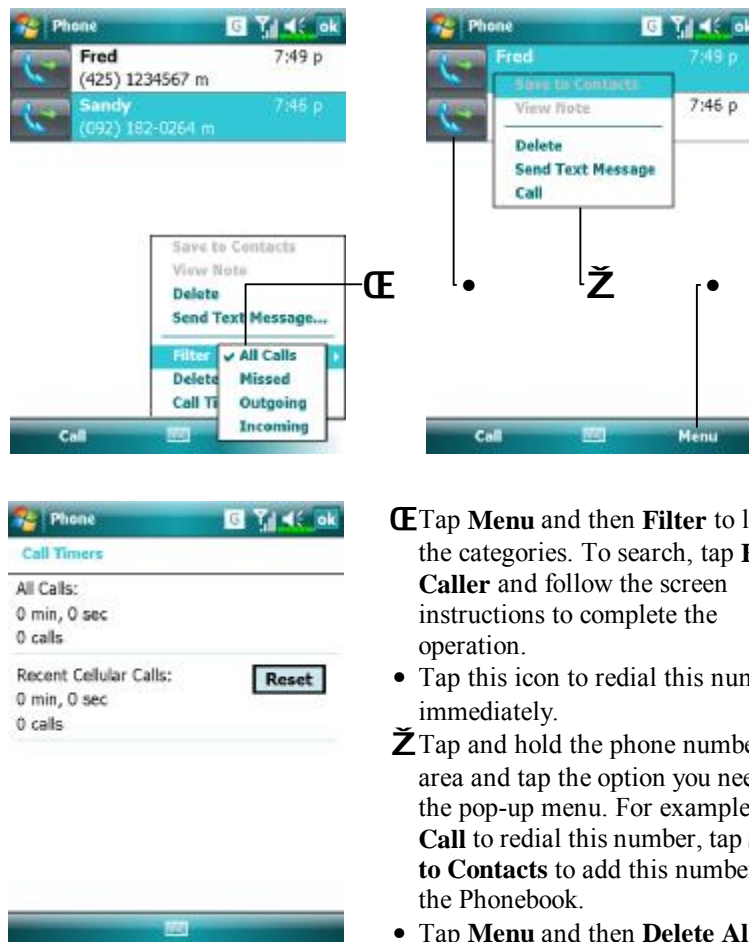 Phone G ok
Fred 7:49 p
(425) 1234567 m
Sandy 7:46 p
(092) 182-0264 m
Save to Contacts
View Note
Delete
Send Text Message...
Filter ✓ All Calls
Delete Missed
Call Ti Outgoing
Incoming
Call
Œ
Phone G ok
Fred 7:49 p
Save to Contacts
View Note 7:46 p
Delete
Send Text Message
Call
• Ž •
Call Menu
Phone G ok
Call Timers
All Calls:
0 min, 0 sec
0 calls
Recent Cellular Calls: Reset
0 min, 0 sec
0 calls
ŒTap Menu and then Filter to l
the categories. To search, tap
Caller and follow the screen
instructions to complete the
operation.
• Tap this icon to redial this num
immediately.
ŽTap and hold the phone numbe
area and tap the option you nee
the pop-up menu. For example
Call to redial this number, tap
to Contacts to add this number
the Phonebook.
• Tap Menu and then Delete Al